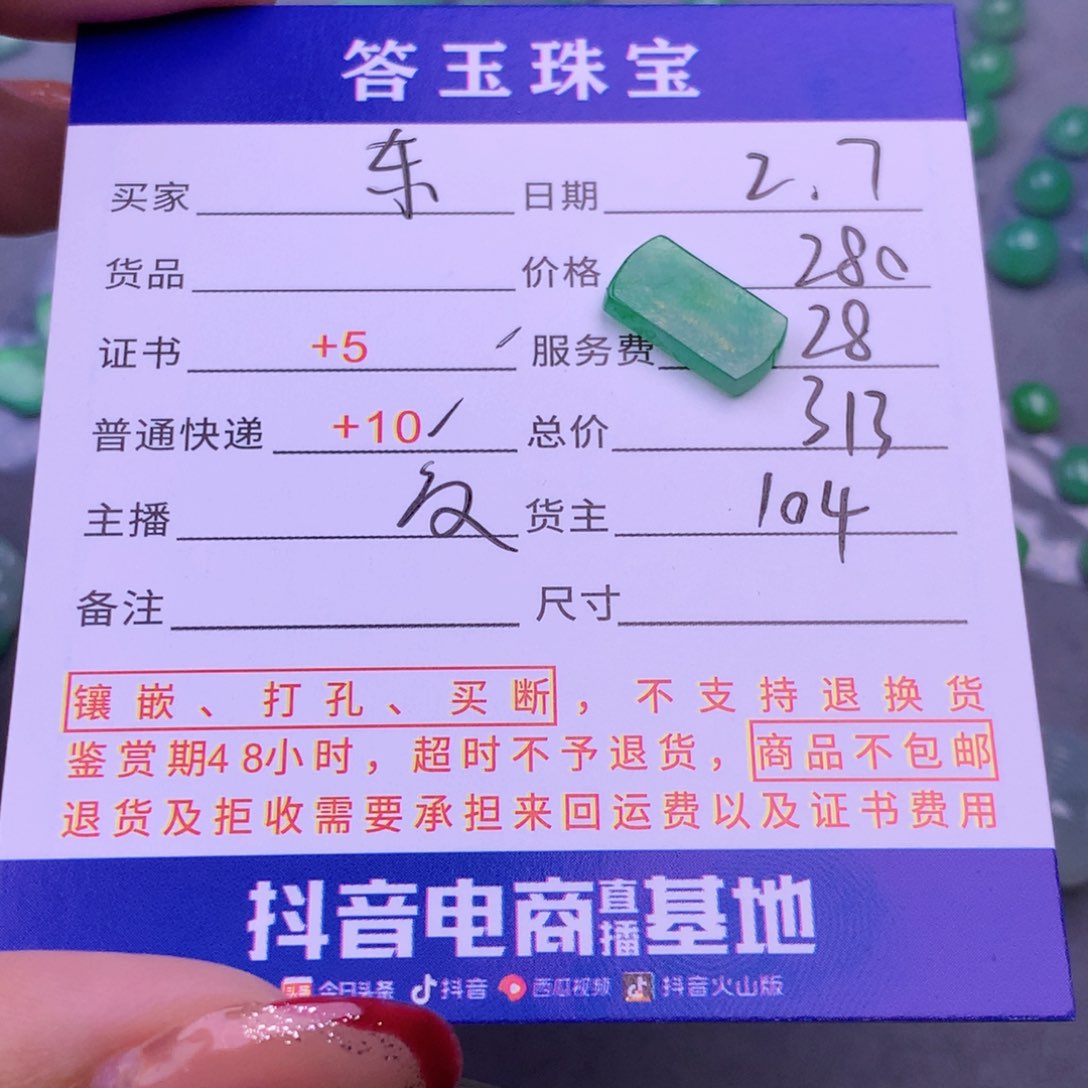 答玉珠宝
买家 东 日期 2.7
货品 价格 280
证书 +5 服务费 28
普通快递 +10 总价 313
主播 货主 104
备注 尺寸
镶嵌、打孔、买断，不支持退换货
鉴赏期48小时，超时不予退货，商品不包邮
退货及拒收需要承担来回运费以及证书费用
抖音电商直播基地
头条 今日头条 抖音 西瓜视频 抖音火山版